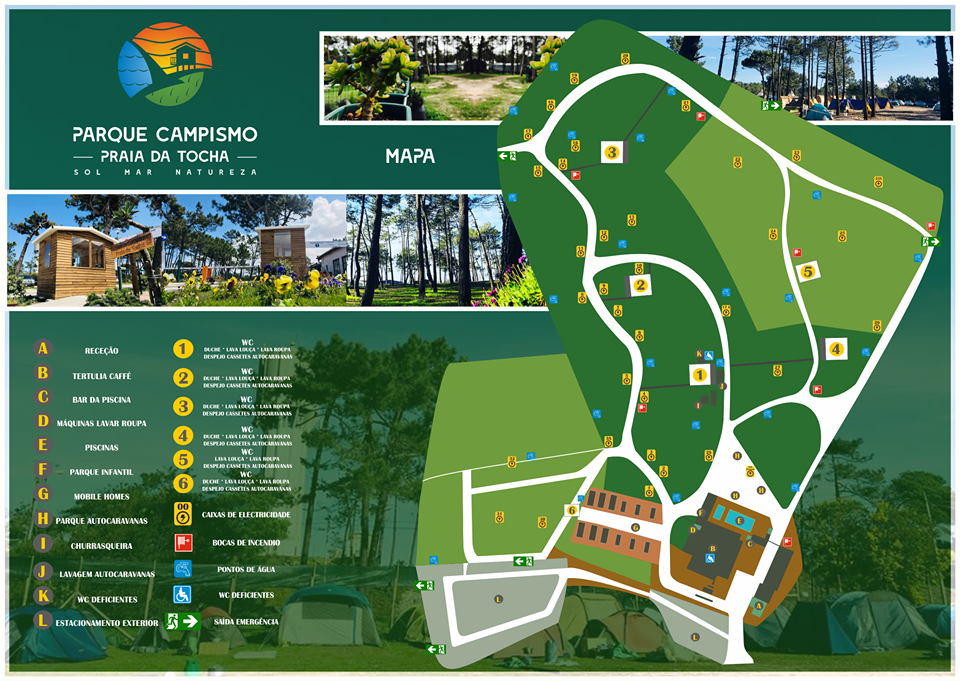 PARQUE CAMPISMO
PRAIA DA TOCHA
SOL MAR NATUREZA
MAPA
A RECEÇÃO
B TERTULIA CAFFÉ
C BAR DA PISCINA
D MÁQUINAS LAVAR ROUPA
E PISCINAS
F PARQUE INFANTIL
G MOBILE HOMES
H PARQUE AUTOCARAVANAS
I CHURRASQUEIRA
J LAVAGEM AUTOCARAVANAS
K WC DEFICIENTES
L ESTACIONAMENTO EXTERIOR
1 WC
DUCHE * LAVA LOUÇA * LAVA ROUPA
DESPEJO CASSETES AUTOCARAVANAS
2 WC
DUCHE * LAVA LOUÇA * LAVA ROUPA
DESPEJO CASSETES AUTOCARAVANAS
3 WC
DUCHE * LAVA LOUÇA * LAVA ROUPA
DESPEJO CASSETES AUTOCARAVANAS
4 WC
DUCHE * LAVA LOUÇA * LAVA ROUPA
DESPEJO CASSETES AUTOCARAVANAS
5 WC
LAVA LOUÇA * LAVA ROUPA
DESPEJO CASSETES AUTOCARAVANAS
6 WC
DUCHE * LAVA LOUÇA * LAVA ROUPA
DESPEJO CASSETES AUTOCARAVANAS
00 CAIXAS DE ELECTRICIDADE
BOCAS DE INCENDIO
PONTOS DE ÁGUA
WC DEFICIENTES
SAÍDA EMERGÊNCIA
3
5
2
4
K
1
J
I
H
H
H
6
G
F
E
D
C
B
A
L
L